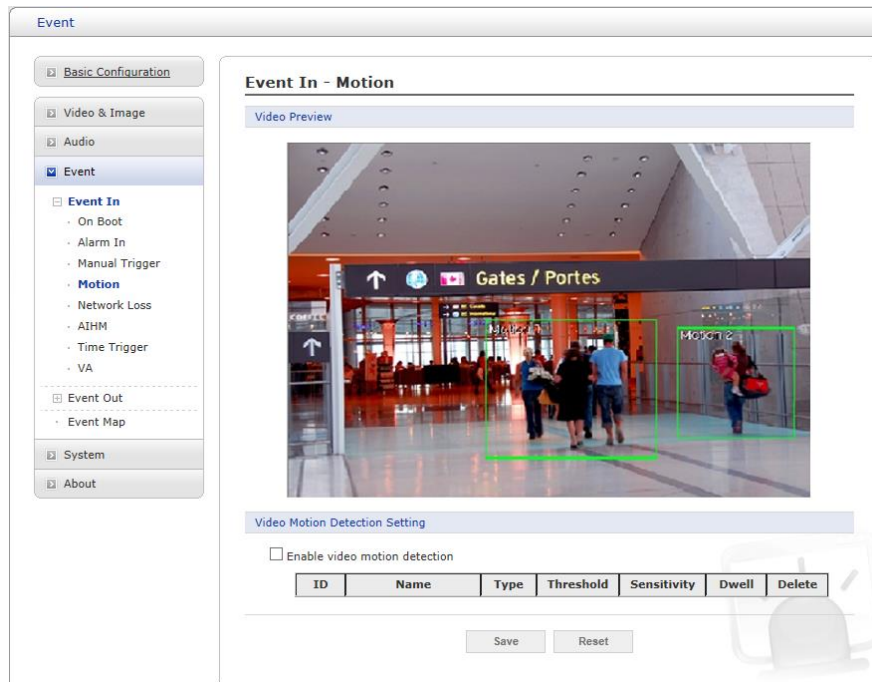 Event
Basic Configuration
Video & Image
Audio
Event
Event In
On Boot
Alarm In
Manual Trigger
Motion
Network Loss
AIHM
Time Trigger
VA
Event Out
Event Map
System
About
Event In - Motion
Video Preview
Gates / Portes
Motion
Motion 2
Video Motion Detection Setting
Enable video motion detection
ID Name Type Threshold Sensitivity Dwell Delete
Save Reset